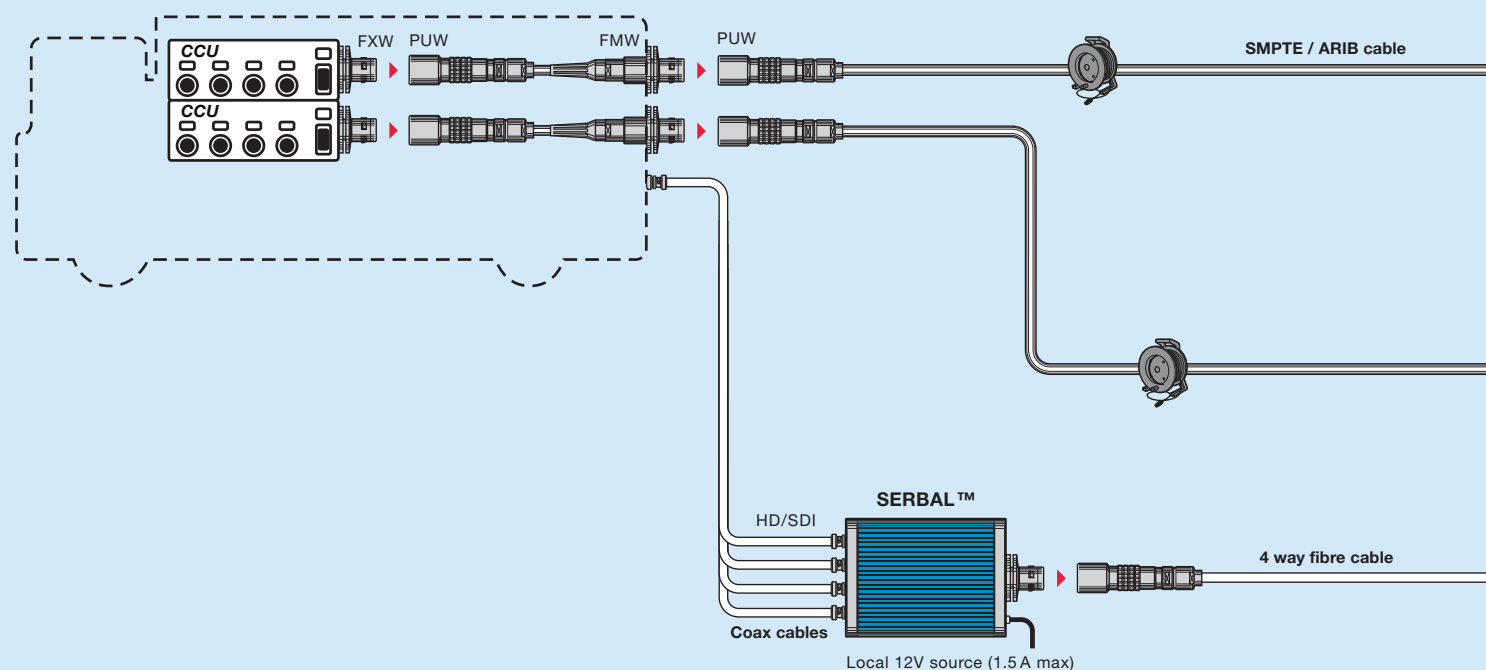 FXW
PUW
FMW
PUW
SMPTE / ARIB cable
CCU
CCU
SERBAL™
HD/SDI
4 way fibre cable
Coax cables
Local 12V source (1.5 A max)